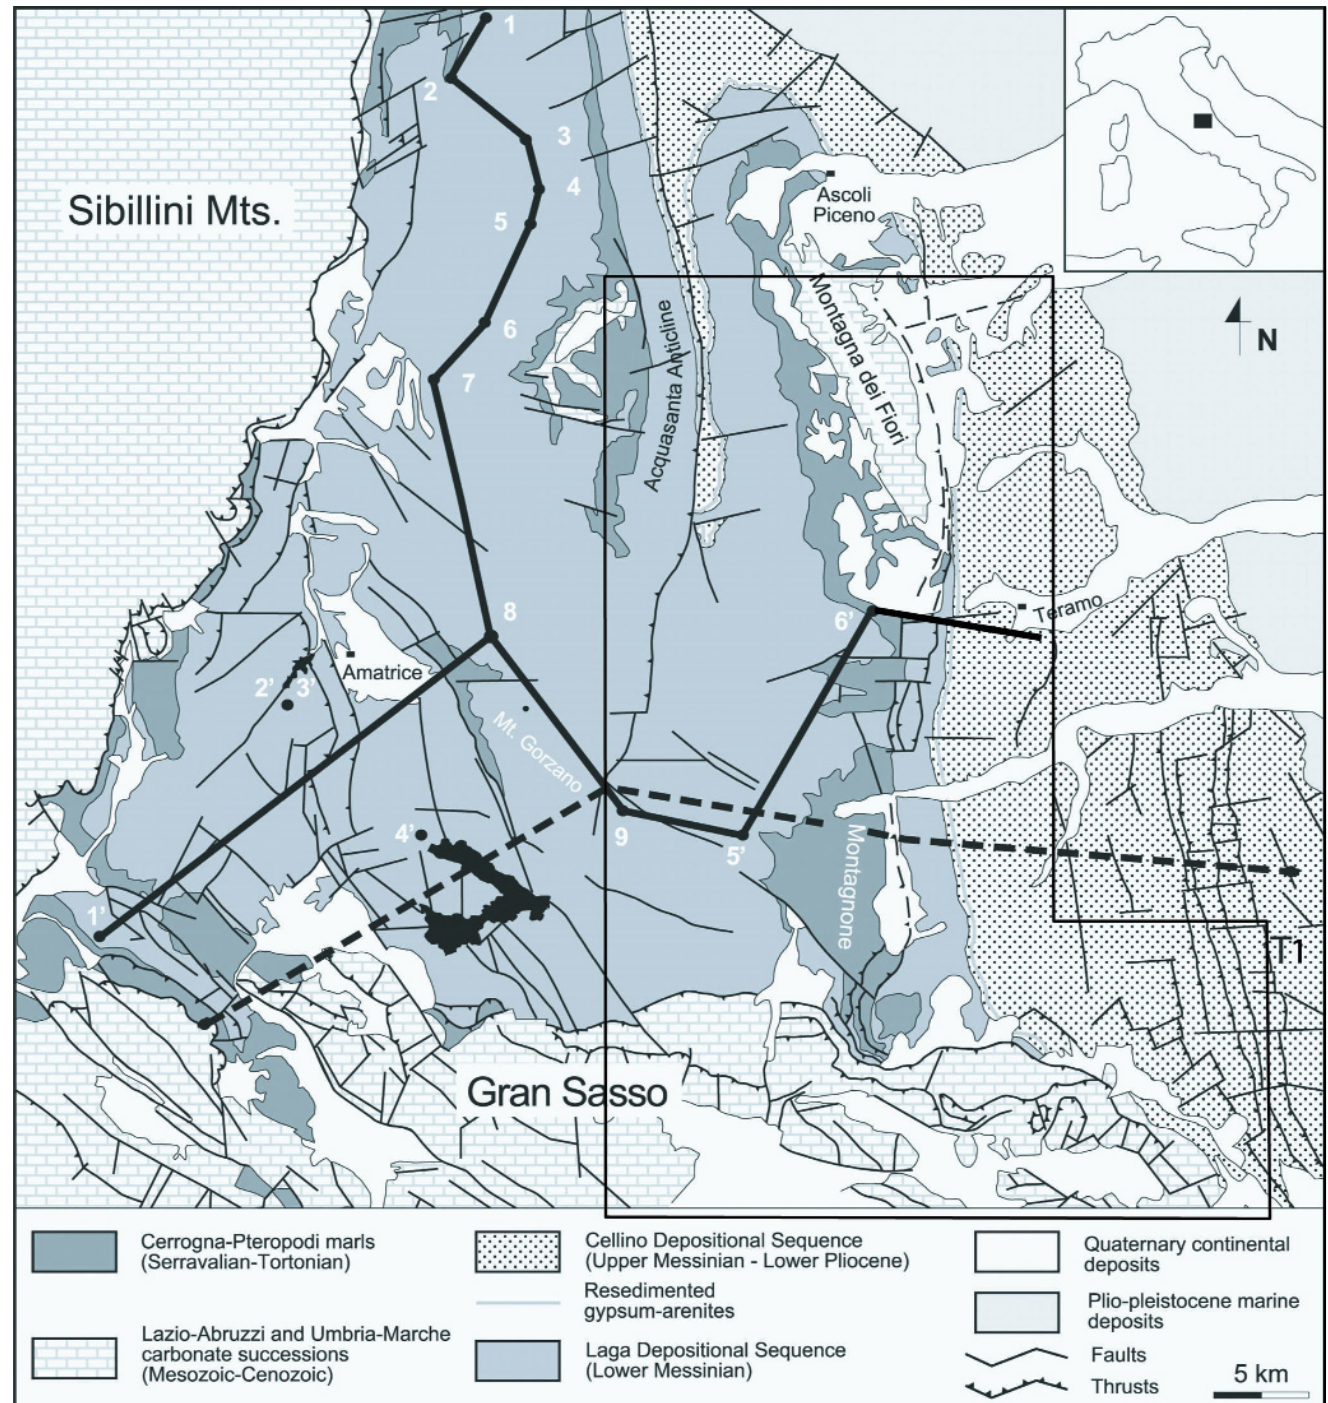 1
2
3
4
5
6
7
8
9
Sibillini Mts.
Ascoli
Piceno
Montagna dei Fiori
Acquasanta Anticline
N
6'
Teramo
2'
3'
Amatrice
Mt. Gorzano
4'
5'
Montagnone
1'
T1
Gran Sasso
Cerrogna-Pteropodi marls
(Serravalian-Tortonian)
Lazio-Abruzzi and Umbria-Marche
carbonate successions
(Mesozoic-Cenozoic)
Cellino Depositional Sequence
(Upper Messinian - Lower Pliocene)
Resedimented
gypsum-arenites
Laga Depositional Sequence
(Lower Messinian)
Quaternary continental
deposits
Plio-pleistocene marine
deposits
Faults
Thrusts
5 km